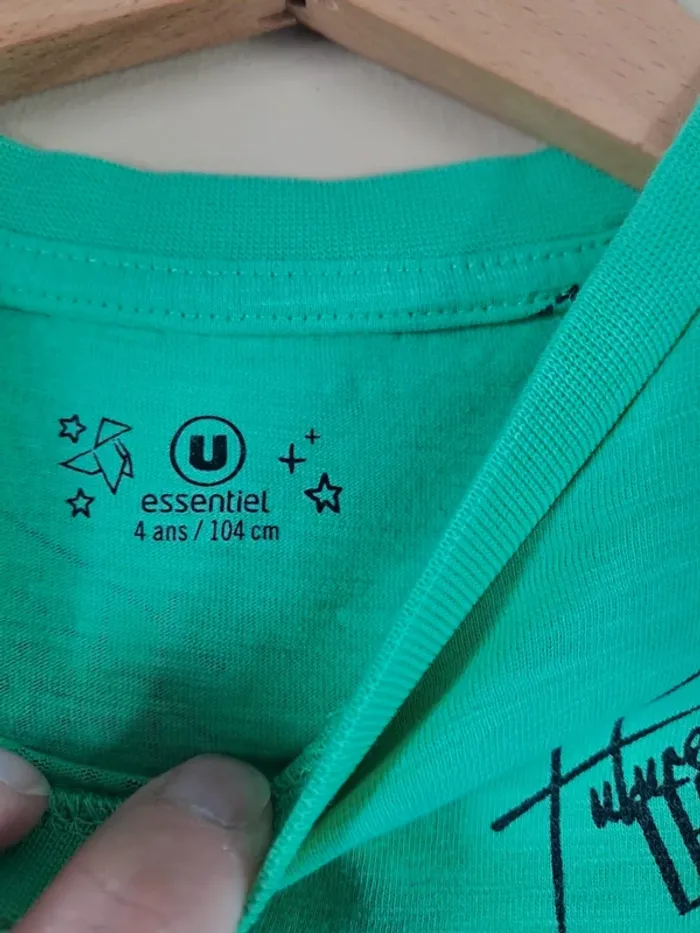 U
essentiel
4 ans / 104 cm